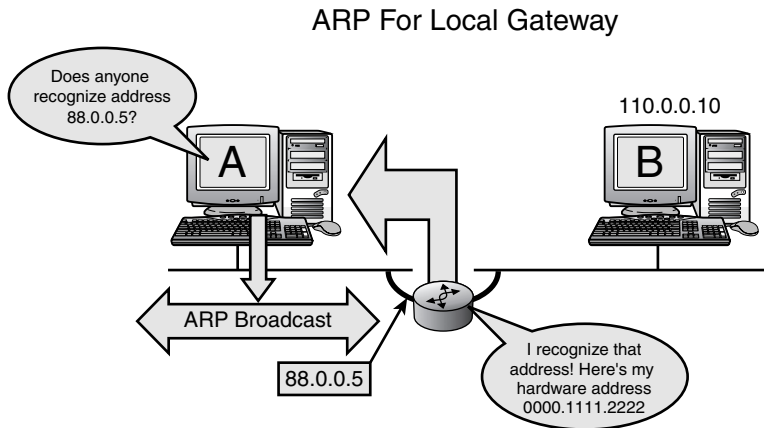 ARP For Local Gateway
Does anyone
recognize address
88.0.0.5?
A
110.0.0.10
B
ARP Broadcast
88.0.0.5
I recognize that
address! Here's my
hardware address
0000.1111.2222